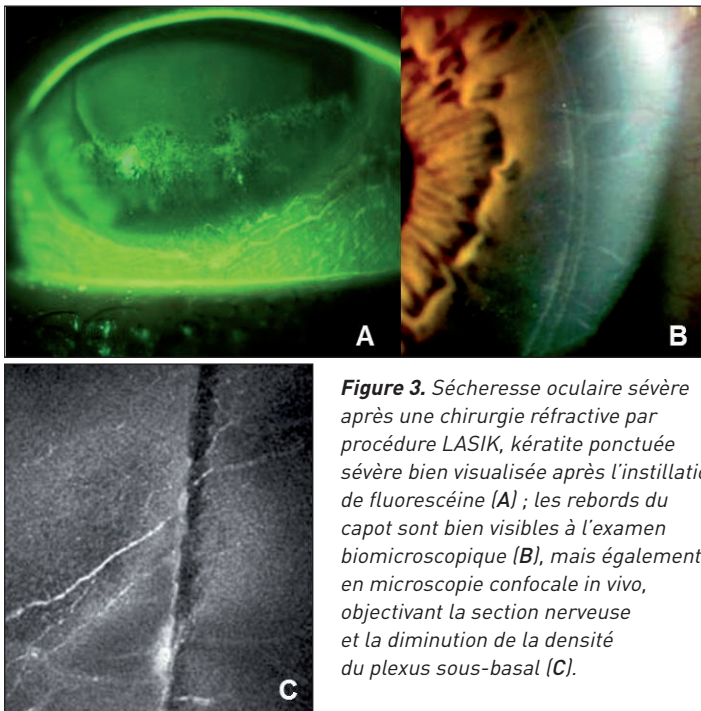 A
B
C
Figure 3. Sécheresse oculaire sévère
après une chirurgie réfractive par
procédure LASIK, kératite ponctuée
sévère bien visualisée après l'instillatio
de fluorescéine (A) ; les rebords du
capot sont bien visibles à l'examen
biomicroscopique (B), mais également
en microscopie confocale in vivo,
objectivant la section nerveuse
et la diminution de la densité
du plexus sous-basal (C).